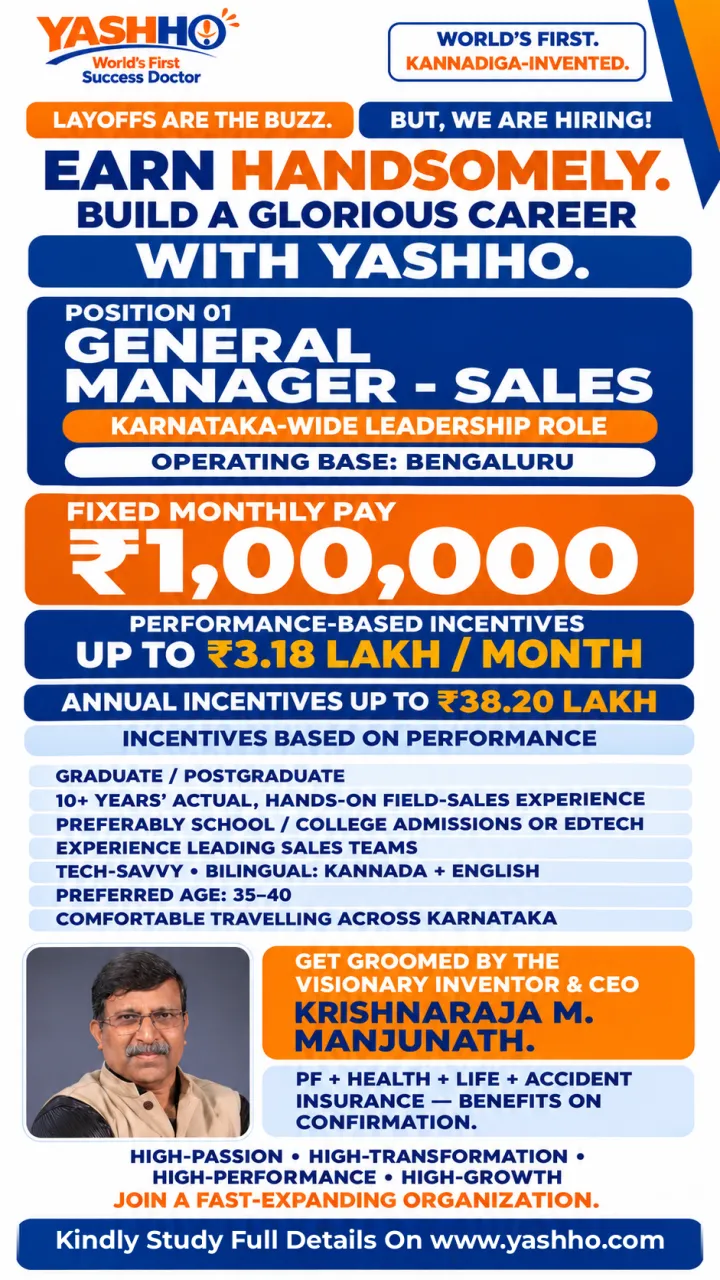 YASHHO
World's First
Success Doctor
WORLD'S FIRST.
KANNADIGA-INVENTED.
LAYOFFS ARE THE BUZZ.
BUT, WE ARE HIRING!
EARN HANDSOMELY.
BUILD A GLORIOUS CAREER
WITH YASHHO.
POSITION 01
GENERAL
MANAGER - SALES
KARNATAKA-WIDE LEADERSHIP ROLE
OPERATING BASE: BENGALURU
FIXED MONTHLY PAY
₹1,00,000
PERFORMANCE-BASED INCENTIVES
UP TO ₹3.18 LAKH / MONTH
ANNUAL INCENTIVES UP TO ₹38.20 LAKH
INCENTIVES BASED ON PERFORMANCE
GRADUATE / POSTGRADUATE
10+ YEARS' ACTUAL, HANDS-ON FIELD-SALES EXPERIENCE
PREFERABLY SCHOOL / COLLEGE ADMISSIONS OR EDTECH
EXPERIENCE LEADING SALES TEAMS
TECH-SAVVY • BILINGUAL: KANNADA + ENGLISH
PREFERRED AGE: 35–40
COMFORTABLE TRAVELLING ACROSS KARNATAKA
GET GROOMED BY THE
VISIONARY INVENTOR & CEO
KRISHNARAJA M.
MANJUNATH.
PF + HEALTH + LIFE + ACCIDENT
INSURANCE — BENEFITS ON
CONFIRMATION.
HIGH-PASSION • HIGH-TRANSFORMATION •
HIGH-PERFORMANCE • HIGH-GROWTH
JOIN A FAST-EXPANDING ORGANIZATION.
Kindly Study Full Details On www.yashho.com